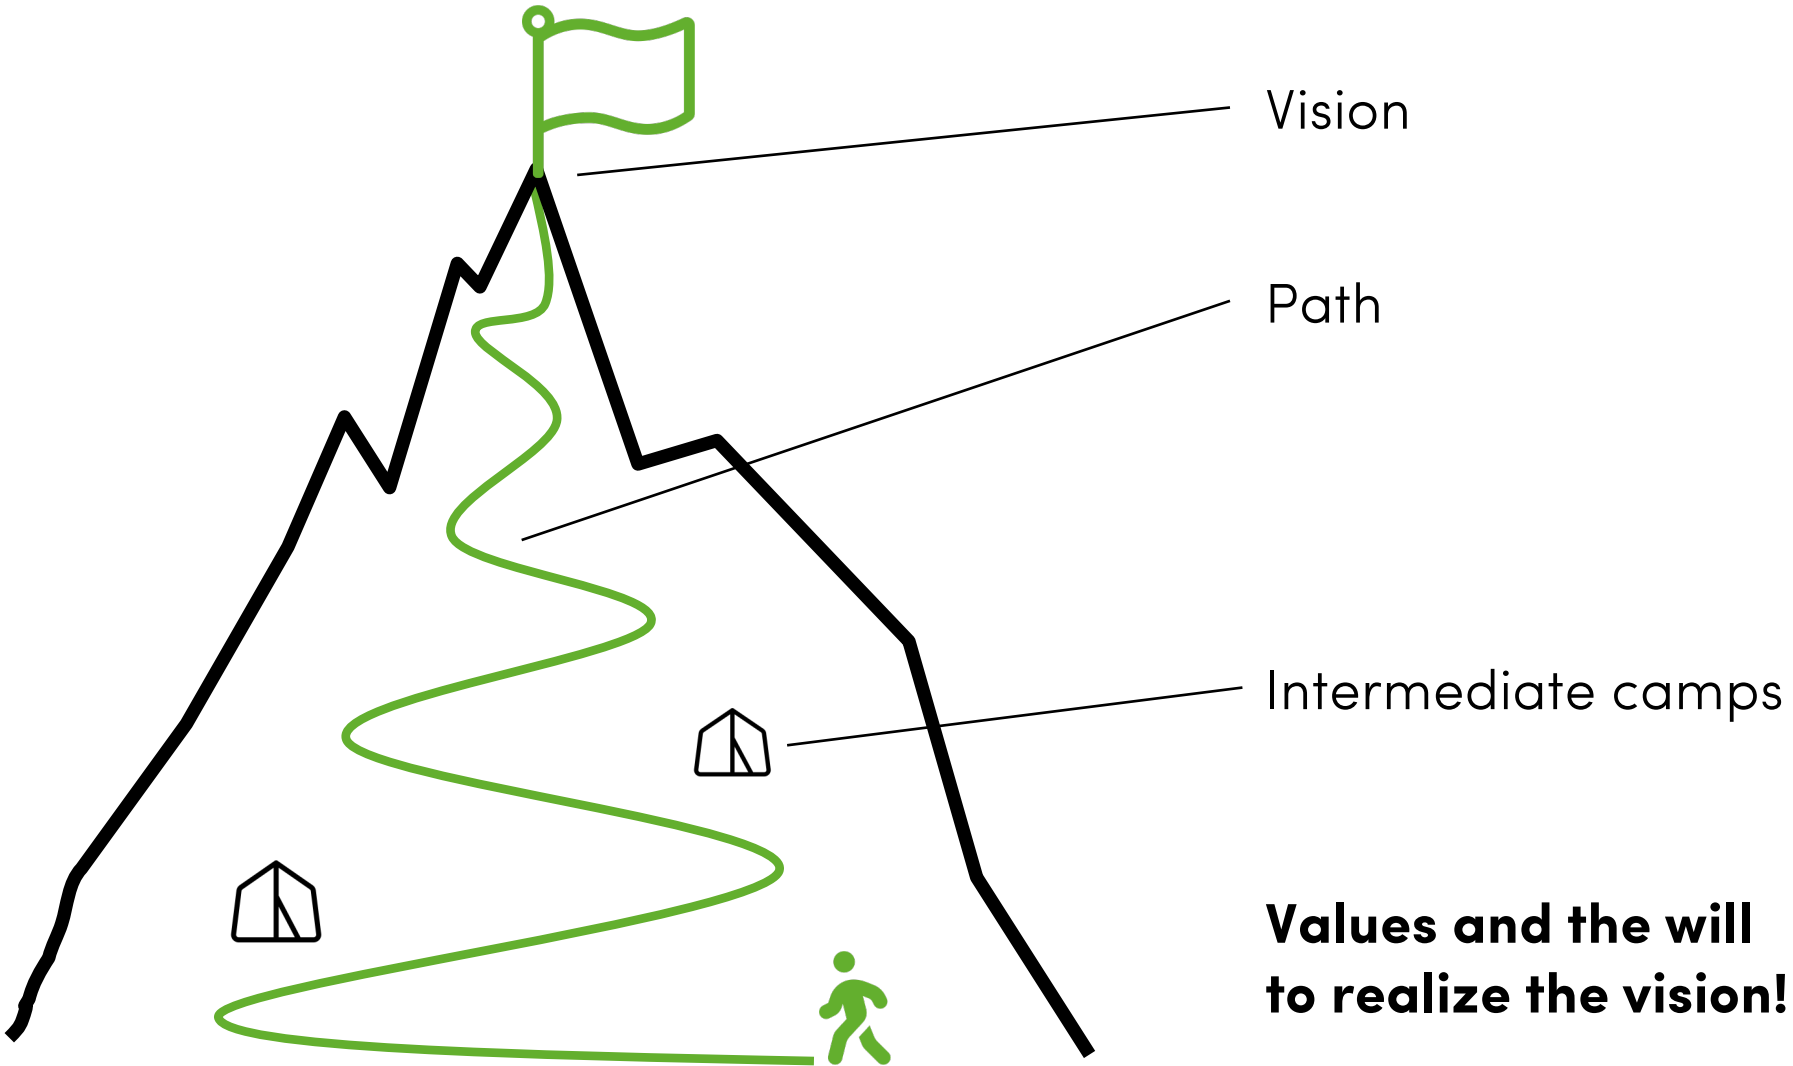 Vision
Path
Intermediate camps
Values and the will
to realize the vision!